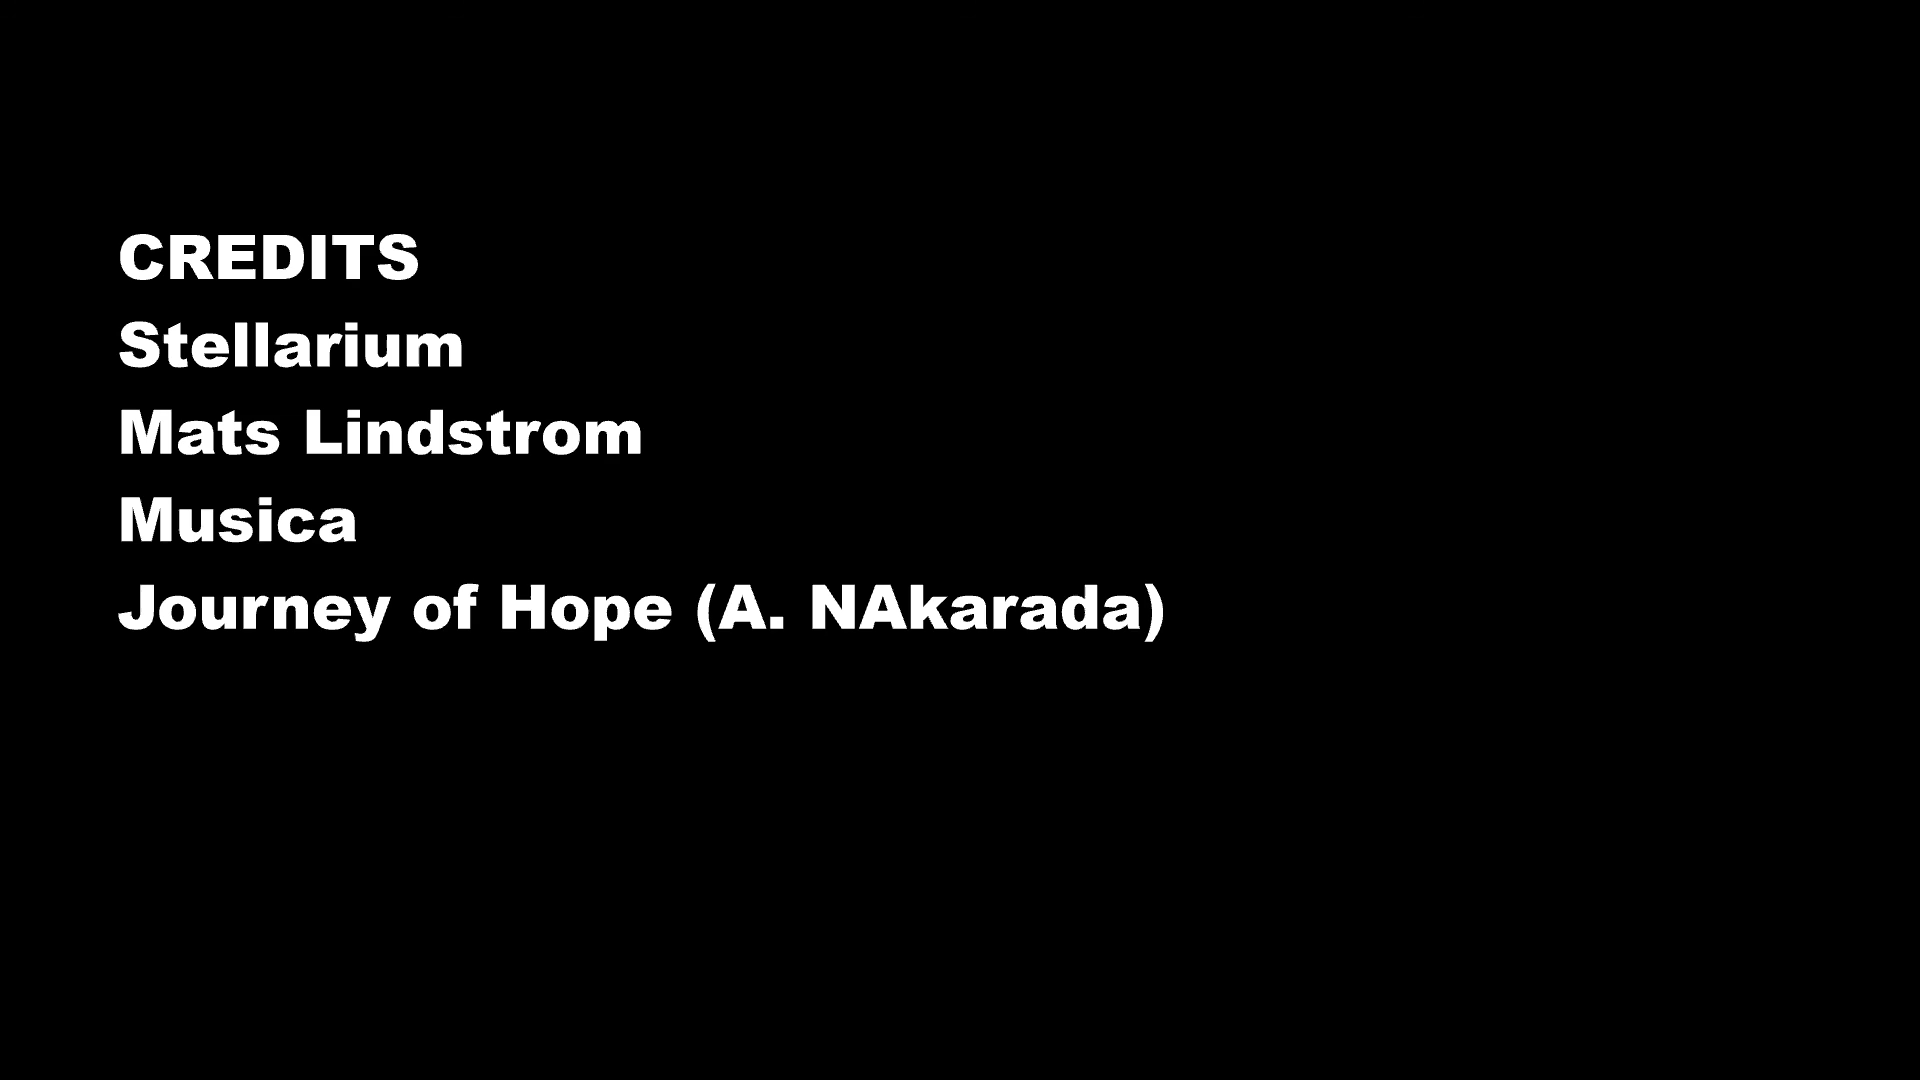 CREDITS
Stellarium
Mats Lindstrom
Musica
Journey of Hope (A. NAkarada)